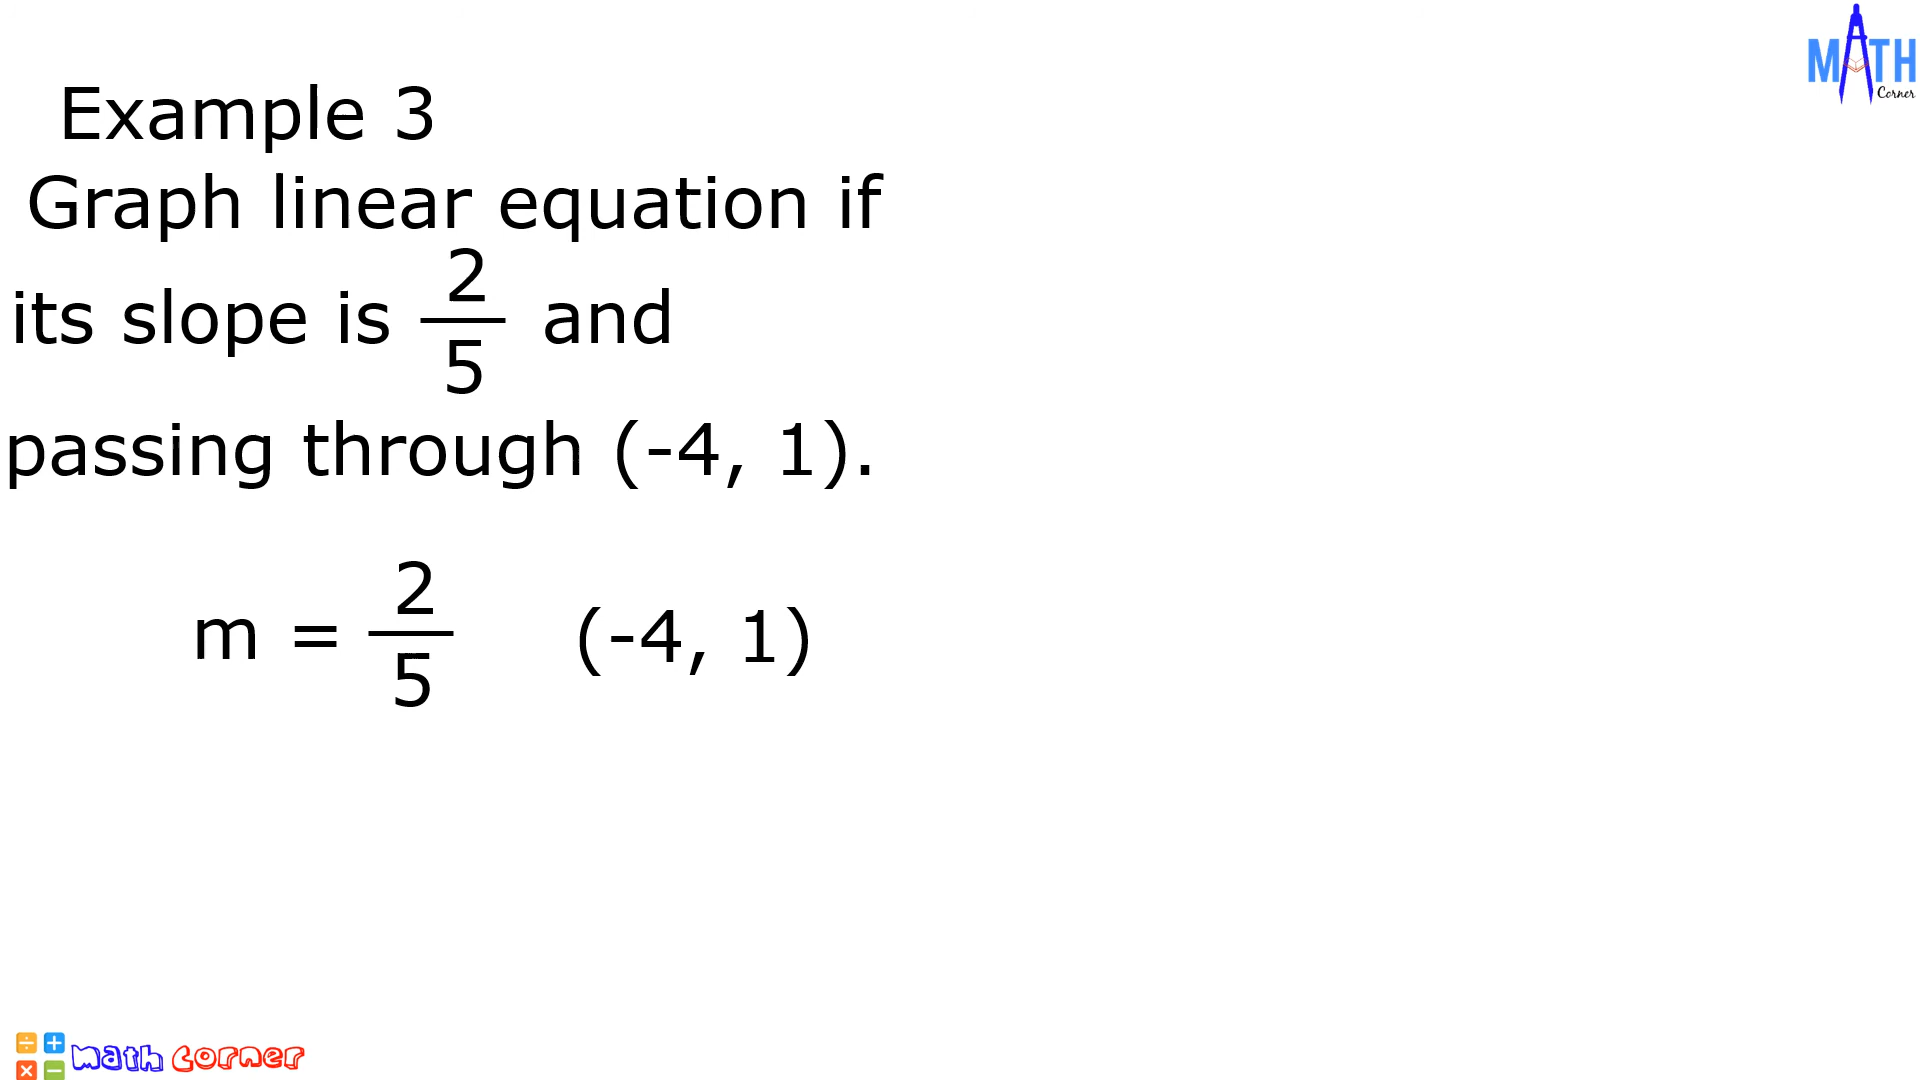 MATH
Corner
Example 3
Graph linear equation if
its slope is 2/5 and
passing through (-4, 1).
m = 2/5 (-4, 1)
÷ +
× −
math corner